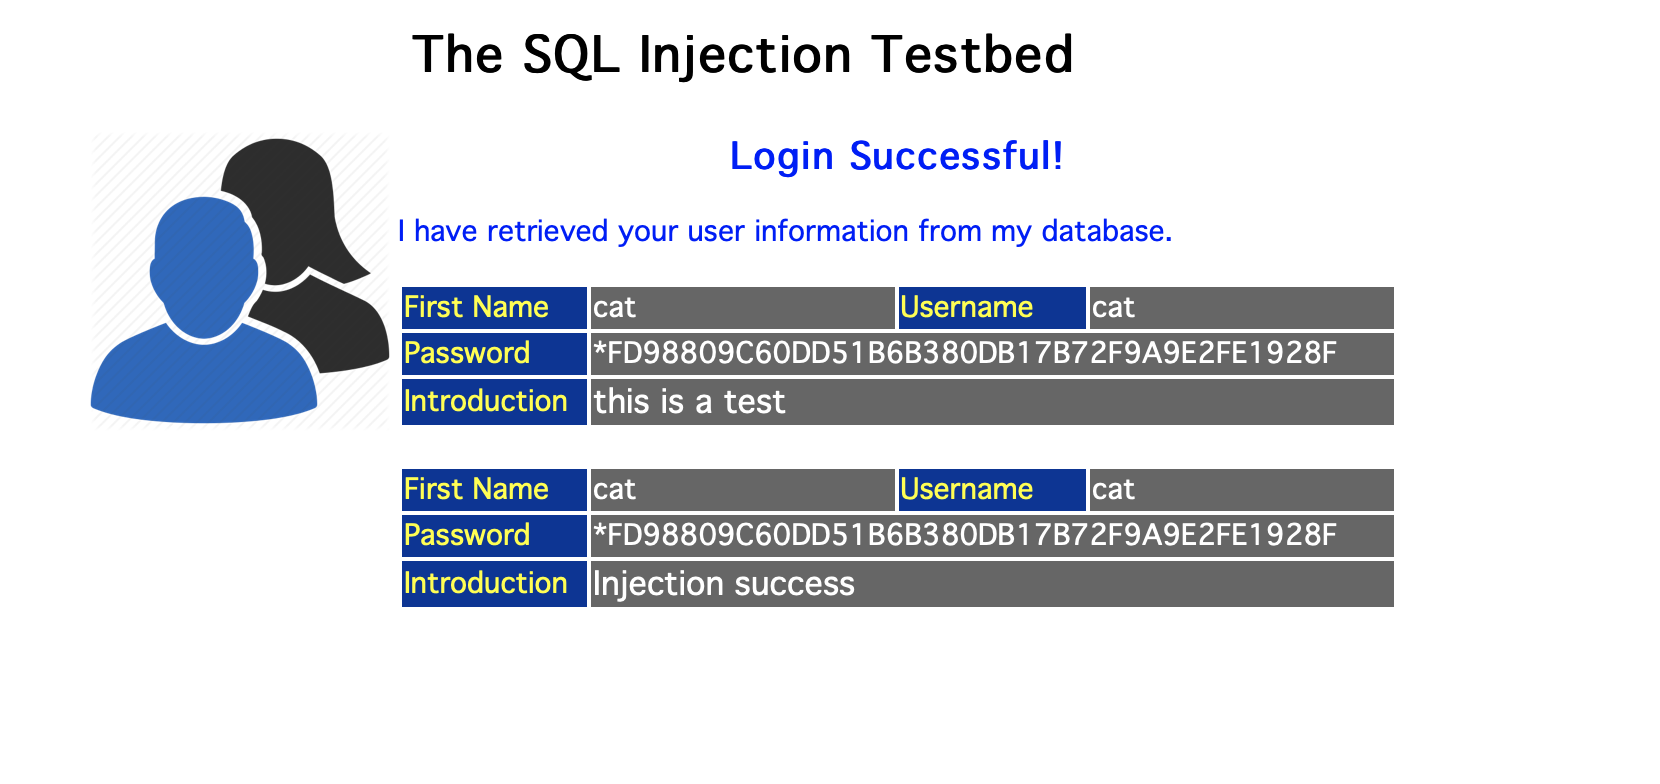 The SQL Injection Testbed
Login Successful!
I have retrieved your user information from my database.
First Name cat Username cat
Password *FD98809C60DD51B6B380DB17B72F9A9E2FE1928F
Introduction this is a test
First Name cat Username cat
Password *FD98809C60DD51B6B380DB17B72F9A9E2FE1928F
Introduction Injection success